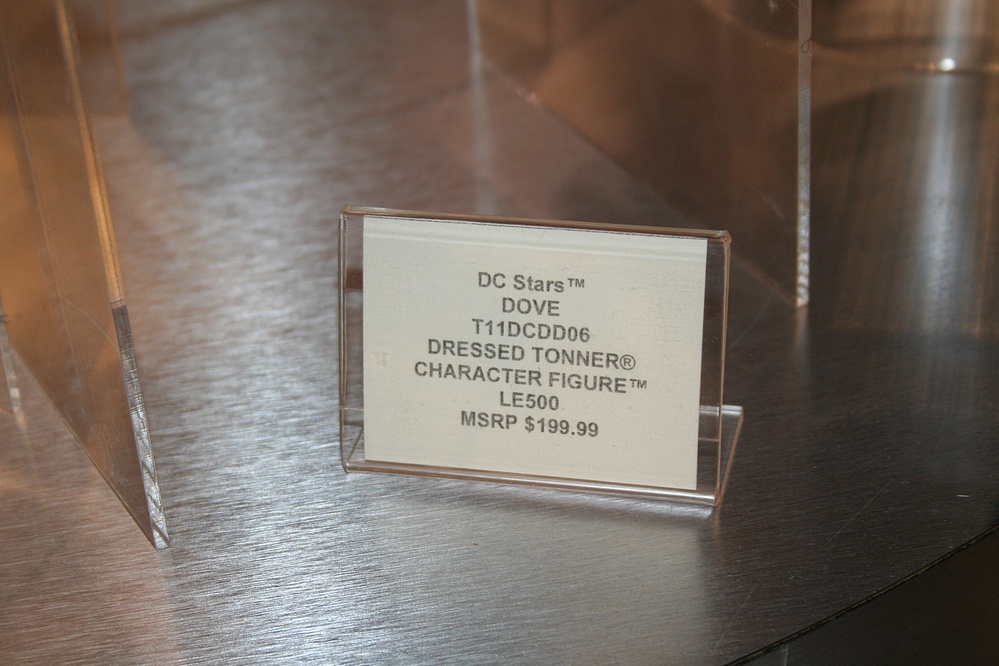 DC Stars™
DOVE
T11DCDD06
DRESSED TONNER®
CHARACTER FIGURE™
LE500
MSRP $199.99